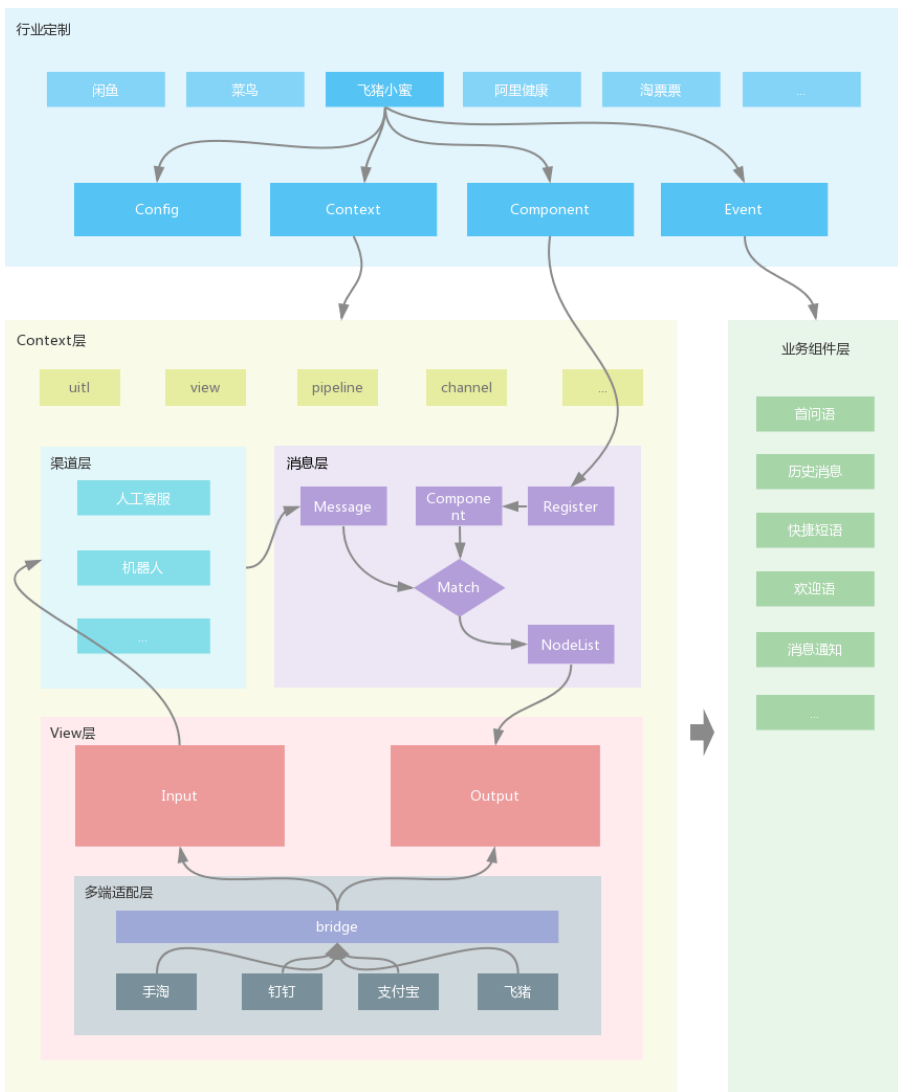 行业定制
闲鱼
菜鸟
飞猪小蜜
阿里健康
淘票票
...
Config
Context
Component
Event
Context层
uitl
view
pipeline
channel
...
渠道层
人工客服
机器人
...
消息层
Message
Compone
nt
Register
Match
NodeList
View层
Input
Output
多端适配层
bridge
手淘
钉钉
支付宝
飞猪
业务组件层
首问语
历史消息
快捷短语
欢迎语
消息通知
...